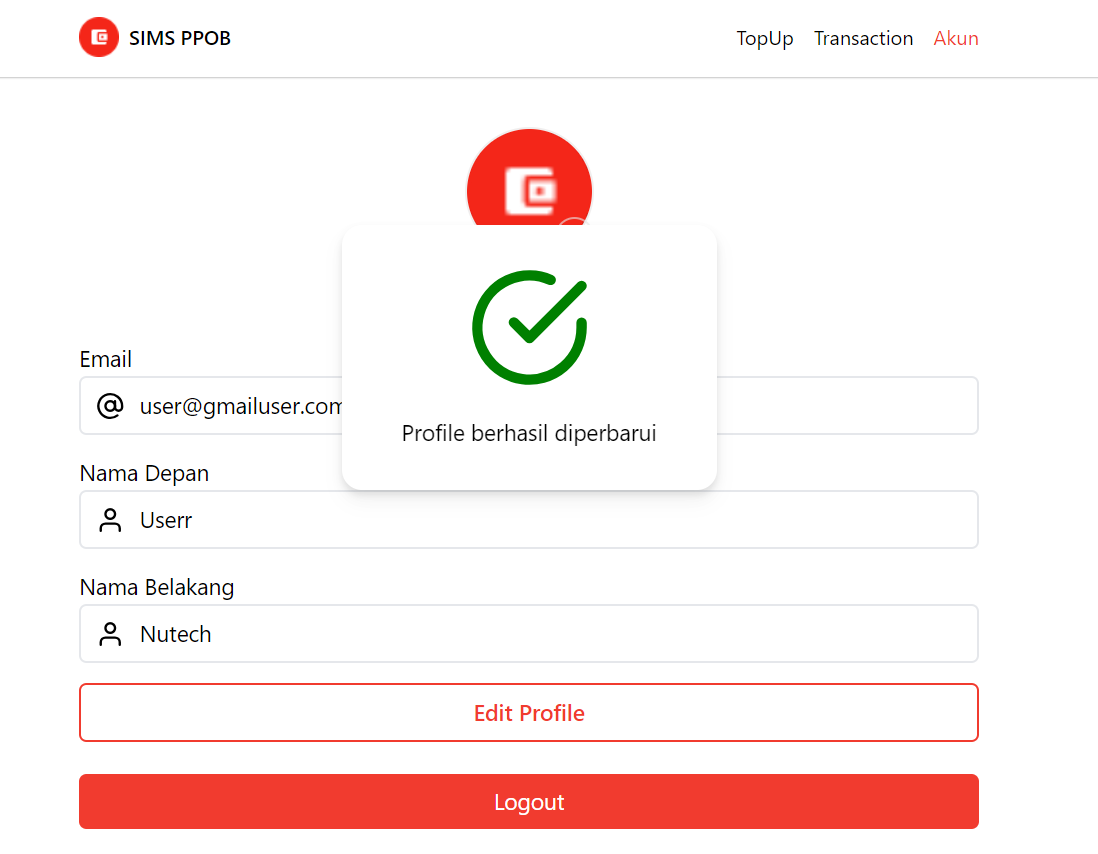 SIMS PPOB
TopUp Transaction Akun
Profile berhasil diperbarui
Email
user@gmailuser.com
Nama Depan
Userr
Nama Belakang
Nutech
Edit Profile
Logout